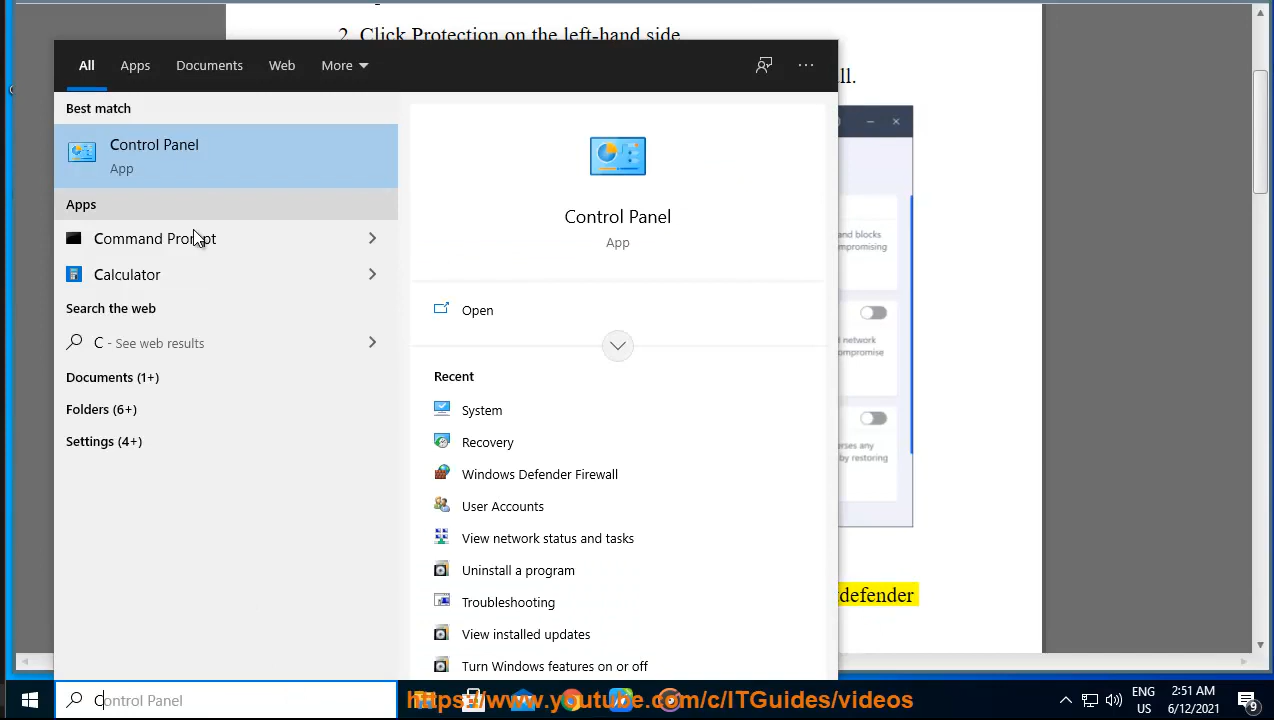 2. Click Protection on the left-hand side
All
Apps
Documents
Web
More
ll.
Best match
Control Panel
App
Apps
Command Prompt
Calculator
Search the web
C - See web results
Documents (1+)
Folders (6+)
Settings (4+)
Control Panel
App
Open
Recent
System
Recovery
Windows Defender Firewall
User Accounts
View network status and tasks
Uninstall a program
Troubleshooting
View installed updates
Turn Windows features on or off
and blocks
mpromising
network
compromise
erses any
by restoring
defender
Control Panel
https://www.youtube.com/c/ITGuides/videos
ENG
US
2:51 AM
6/12/2021
9